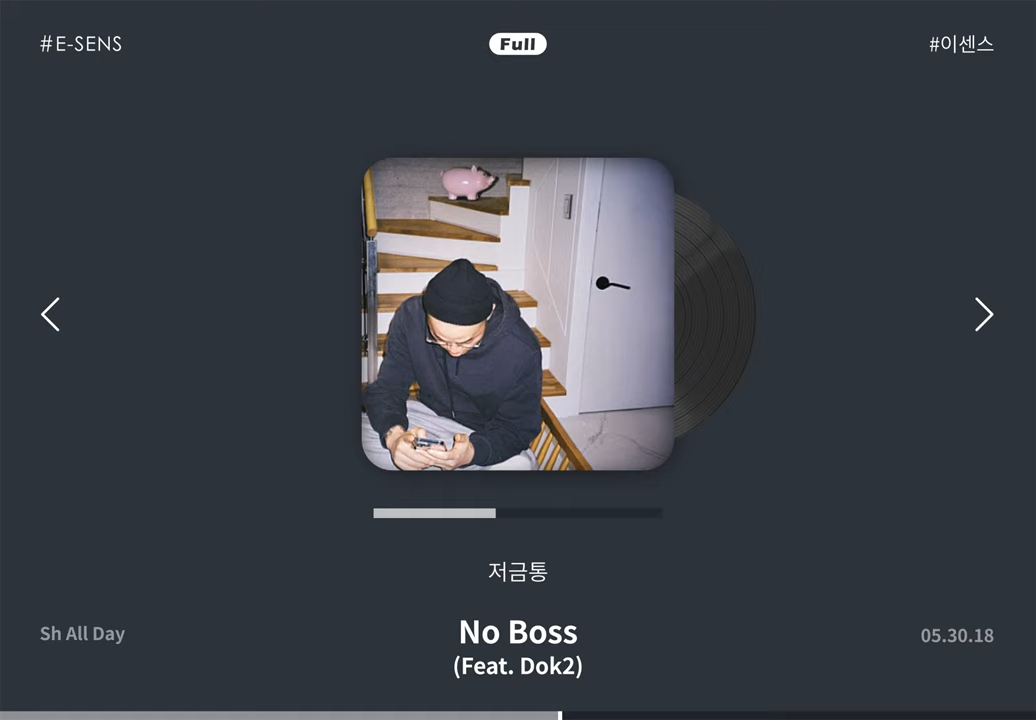 #E-SENS
Full
#이센스
저금통
Sh All Day
No Boss
(Feat. Dok2)
05.30.18